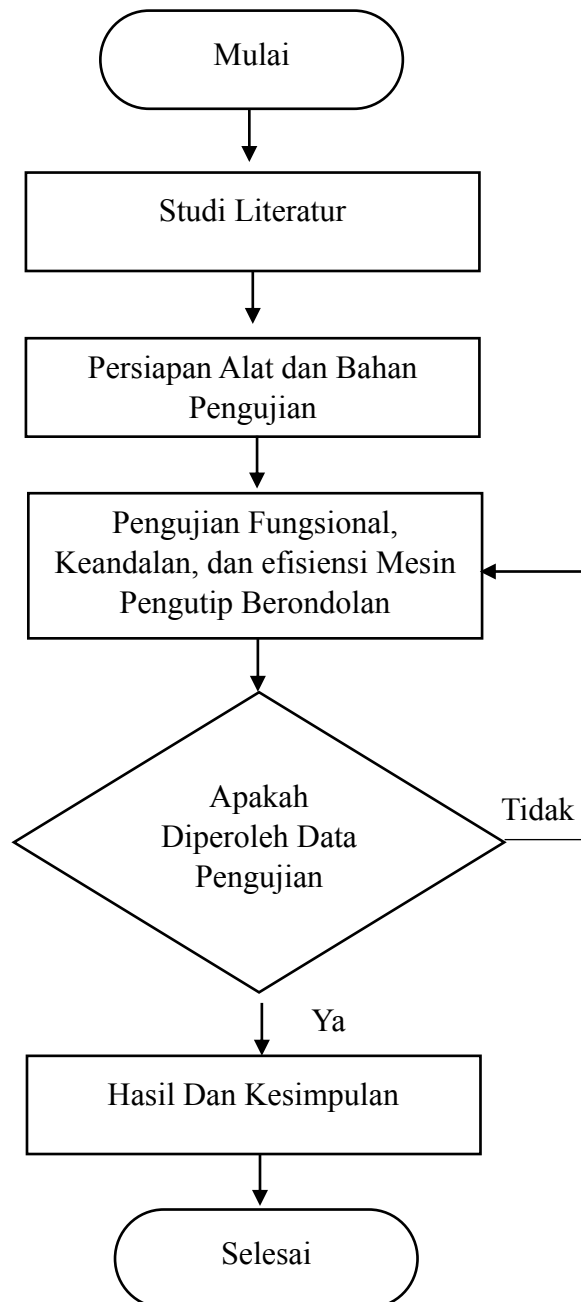 Mulai
Studi Literatur
Persiapan Alat dan Bahan
Pengujian
Pengujian Fungsional,
Keandalan, dan efisiensi Mesin
Pengutip Berondolan
Apakah
Diperoleh Data
Pengujian
Tidak
Ya
Hasil Dan Kesimpulan
Selesai